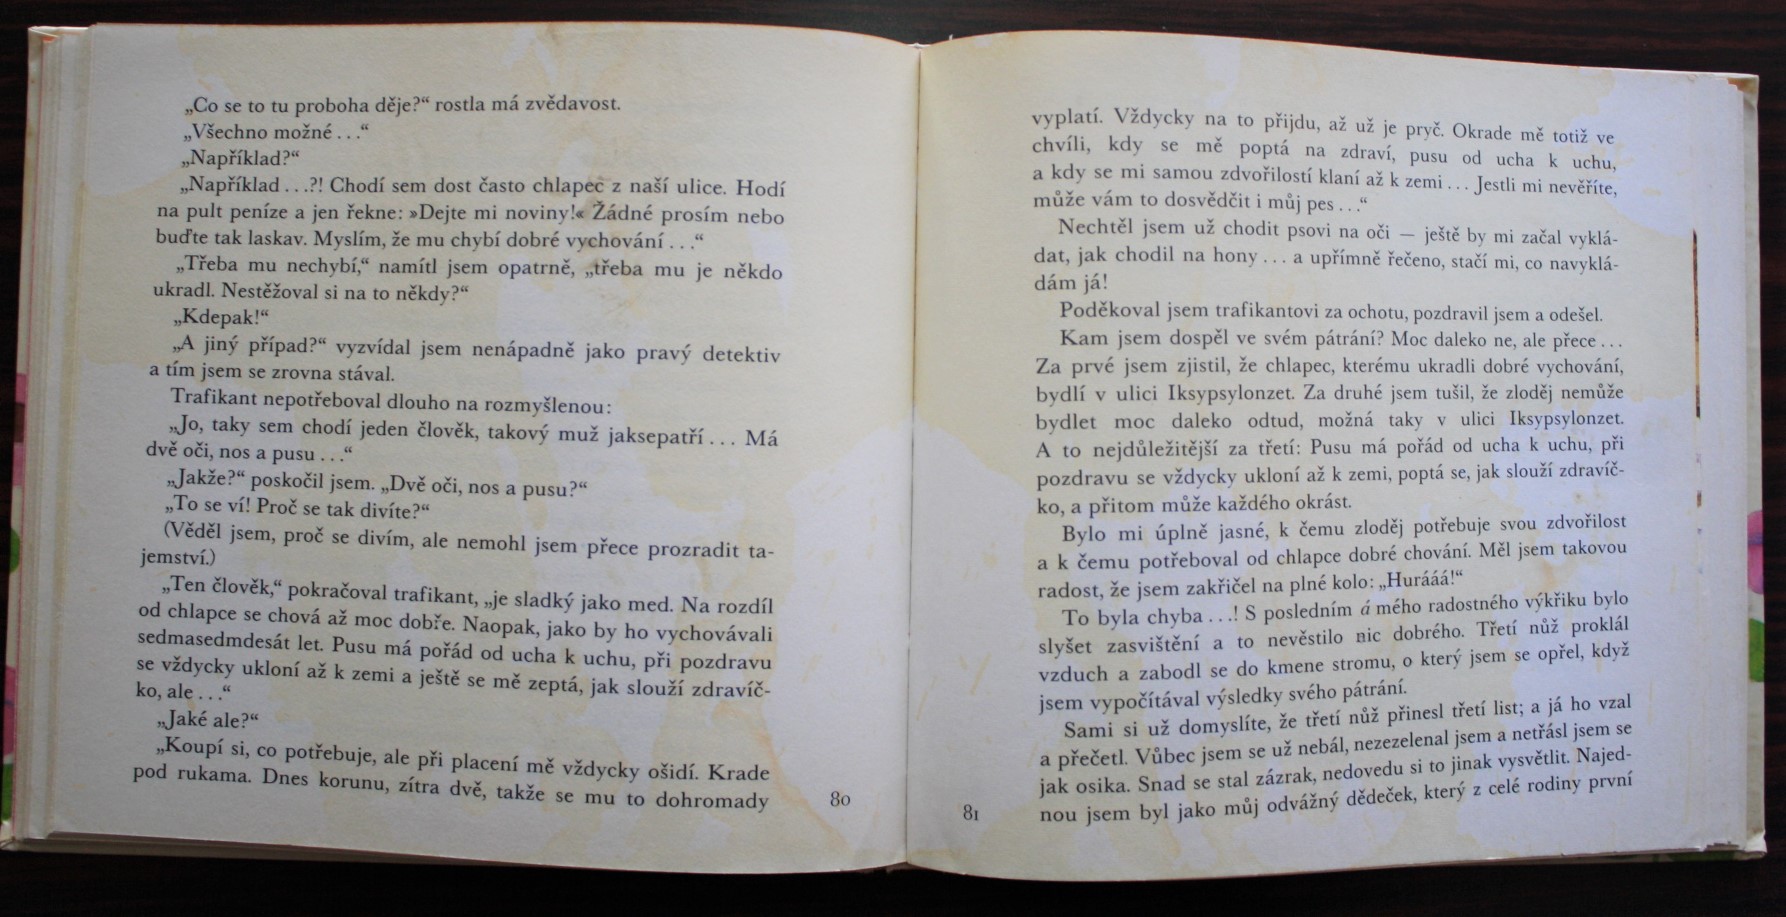 „Co se to tu proboha děje?“ rostla má zvědavost.
„Všechno možné . . .“
„Například?“
„Například . . .?! Chodí sem dost často chlapec z naší ulice. Hodí
na pult peníze a jen řekne: »Dejte mi noviny!« Žádné prosím nebo
buďte tak laskav. Myslím, že mu chybí dobré vychování . . .“
„Třeba mu nechybí,“ namítl jsem opatrně, „třeba mu je někdo
ukradl. Nestěžoval si na to někdy?“
„Kdepak!“
„A jiný případ?“ vyzvídal jsem nenápadně jako pravý detektiv
a tím jsem se zrovna stával.
Trafikant nepotřeboval dlouho na rozmyšlenou:
„Jo, taky sem chodí jeden člověk, takový muž jaksepatří . . . Má
dvě oči, nos a pusu . . .“
„Jakže?“ poskočil jsem. „Dvě oči, nos a pusu?“
„To se ví! Proč se tak divíte?“
(Věděl jsem, proč se divím, ale nemohl jsem přece prozradit ta-
jemství.)
„Ten člověk,“ pokračoval trafikant, „je sladký jako med. Na rozdíl
od chlapce se chová až moc dobře. Naopak, jako by ho vychovávali
sedmasedmdesát let. Pusu má pořád od ucha k uchu, při pozdravu
se vždycky ukloní až k zemi a ještě se mě zeptá, jak slouží zdravíč-
ko, ale . . .“
„Jaké ale?“
„Koupí si, co potřebuje, ale při placení mě vždycky ošidí. Krade
pod rukama. Dnes korunu, zítra dvě, takže se mu to dohromady
80
vyplatí. Vždycky na to přijdu, až už je pryč. Okrade mě totiž ve
chvíli, kdy se mě poptá na zdraví, pusu od ucha k uchu,
a kdy se mi samou zdvořilostí klaní až k zemi . . . Jestli mi nevěříte,
může vám to dosvědčit i můj pes . . .“
Nechtěl jsem už chodit psovi na oči — ještě by mi začal vyklá-
dat, jak chodil na hony . . . a upřímně řečeno, stačí mi, co navyklá-
dám já!
Poděkoval jsem trafikantovi za ochotu, pozdravil jsem a odešel.
Kam jsem dospěl ve svém pátrání? Moc daleko ne, ale přece . . .
Za prvé jsem zjistil, že chlapec, kterému ukradli dobré vychování,
bydlí v ulici Iksypsylonzet. Za druhé jsem tušil, že zloděj nemůže
bydlet moc daleko odtud, možná taky v ulici Iksypsylonzet.
A to nejdůležitější za třetí: Pusu má pořád od ucha k uchu, při
pozdravu se vždycky ukloní až k zemi, poptá se, jak slouží zdravíč-
ko, a přitom může každého okrást.
Bylo mi úplně jasné, k čemu zloděj potřebuje svou zdvořilost
a k čemu potřeboval od chlapce dobré chování. Měl jsem takovou
radost, že jsem zakřičel na plné kolo: „Hurááá!“
To byla chyba . . .! S posledním á mého radostného výkřiku bylo
slyšet zasvištění a to nevěstilo nic dobrého. Třetí nůž proklál
vzduch a zabodl se do kmene stromu, o který jsem se opřel, když
jsem vypočítával výsledky svého pátrání.
Sami si už domyslíte, že třetí nůž přinesl třetí list; a já ho vzal
a přečetl. Vůbec jsem se už nebál, nezezelenal jsem a netřásl jsem se
jak osika. Snad se stal zázrak, nedovedu si to jinak vysvětlit. Najed-
nou jsem byl jako můj odvážný dědeček, který z celé rodiny první
81